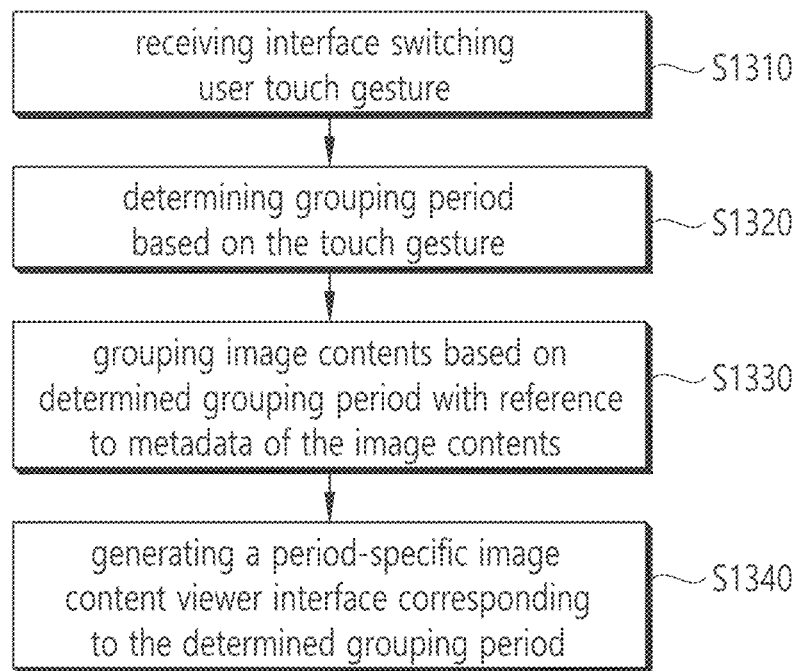 receiving interface switching
user touch gesture
S1310
determining grouping period
based on the touch gesture
S1320
grouping image contents based on
determined grouping period with reference
to metadata of the image contents
S1330
generating a period-specific image
content viewer interface corresponding
to the determined grouping period
S1340